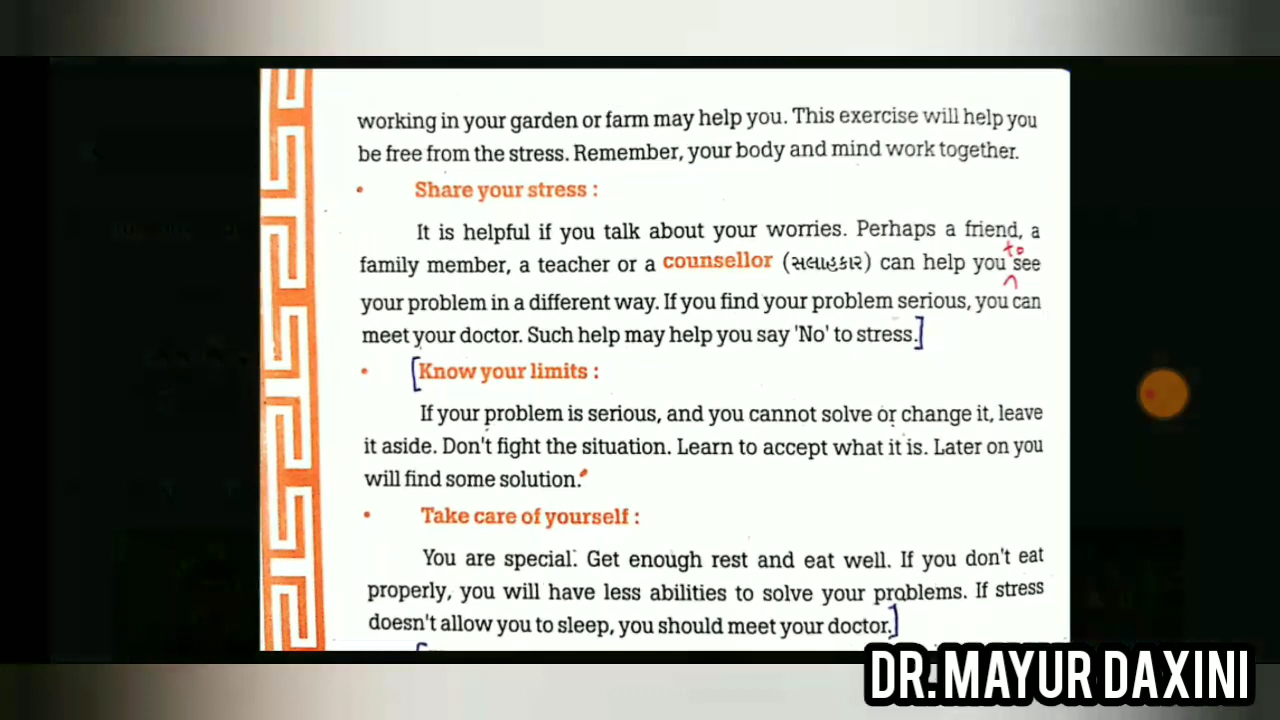 working in your garden or farm may help you. This exercise will help you
be free from the stress. Remember, your body and mind work together.
• Share your stress :
It is helpful if you talk about your worries. Perhaps a friend, a
to
family member, a teacher or a counsellor (સલાહકાર) can help you see
^
your problem in a different way. If you find your problem serious, you can
meet your doctor. Such help may help you say 'No' to stress.]
• [Know your limits :
If your problem is serious, and you cannot solve or change it, leave
it aside. Don't fight the situation. Learn to accept what it is. Later on you
will find some solution.
• Take care of yourself :
You are special. Get enough rest and eat well. If you don't eat
properly, you will have less abilities to solve your problems. If stress
doesn't allow you to sleep, you should meet your doctor.]
DR. MAYUR DAXINI